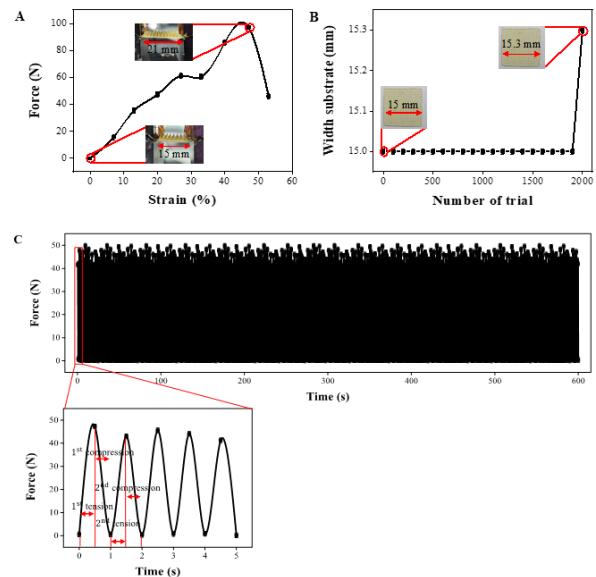 A
Force (N)
100
80
60
40
20
0
21 mm
15 mm
0 10 20 30 40 50 60
Strain (%)
B
Width substrate (mm)
15.3
15.2
15.1
15.0
15.3 mm
15 mm
0 500 1000 1500 2000
Number of trial
C
Force (N)
50
40
30
20
10
0
0 100 200 300 400 500 600
Time (s)
Force (N)
50
40
30
20
10
0
1st compression
2nd compression
1st tension
2nd tension
0 1 2 3 4 5
Time (s)